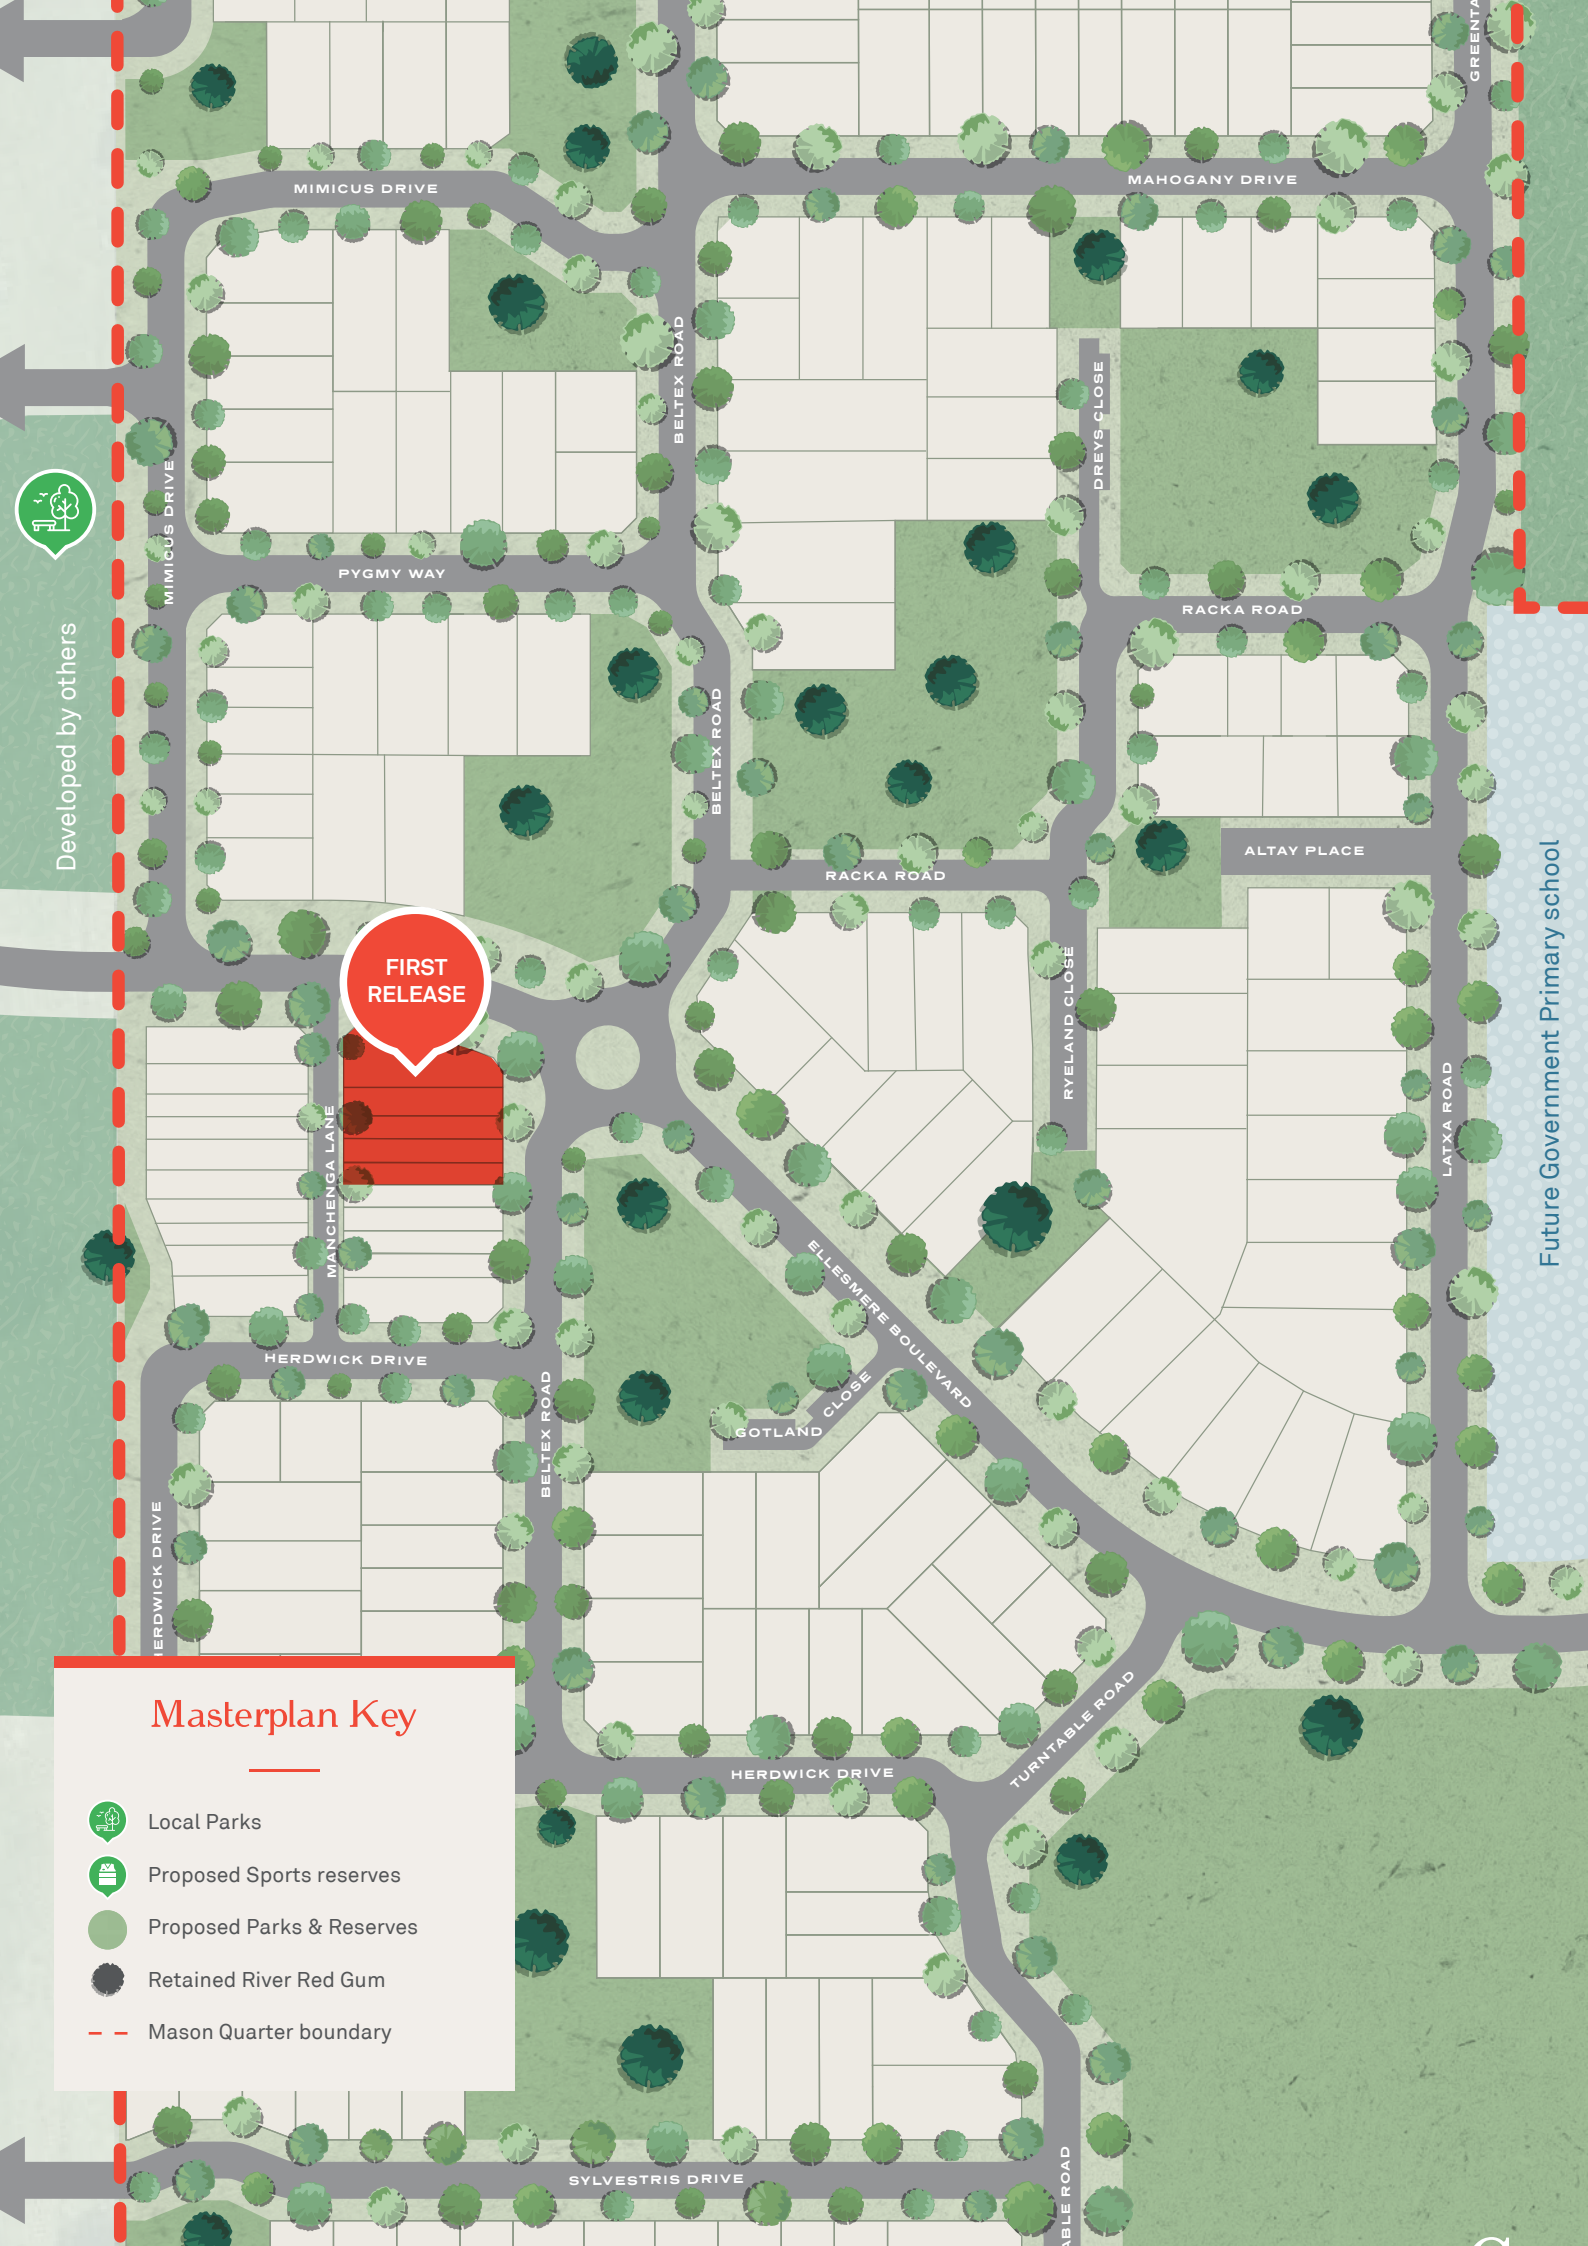 GREENTA
MIMICUS DRIVE
MAHOGANY DRIVE
BELTEX ROAD
DREYS CLOSE
MIMICUS DRIVE
PYGMY WAY
RACKA ROAD
Developed by others
BELTEX ROAD
ALTAY PLACE
RACKA ROAD
Future Government Primary school
FIRST
RELEASE
RYELAND CLOSE
LATXA ROAD
MANCHENGA LANE
ELLESMERE BOULEVARD
HERDWICK DRIVE
BELTEX ROAD
GOTLAND CLOSE
HERDWICK DRIVE
TURNTABLE ROAD
HERDWICK DRIVE
Masterplan Key
Local Parks
Proposed Sports reserves
Proposed Parks & Reserves
Retained River Red Gum
Mason Quarter boundary
SYLVESTRIS DRIVE
ABLE ROAD